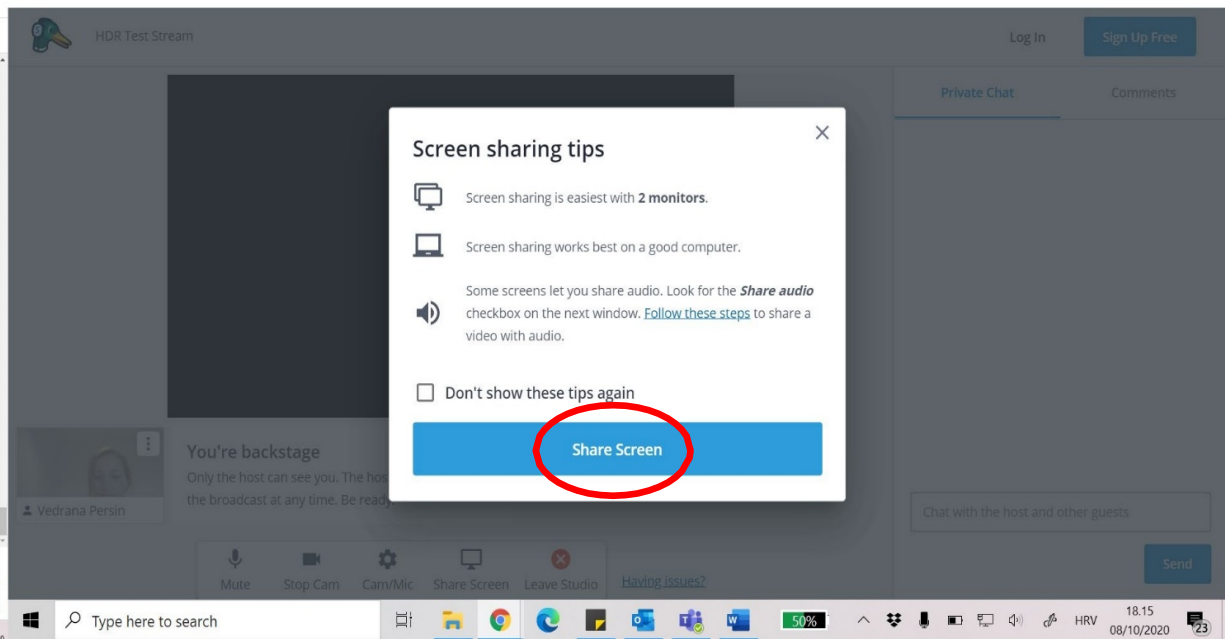 HDR Test Stream
Log In
Sign Up Free
Private Chat
Comments
Screen sharing tips
Screen sharing is easiest with 2 monitors.
Screen sharing works best on a good computer.
Some screens let you share audio. Look for the Share audio
checkbox on the next window. Follow these steps to share a
video with audio.
Don't show these tips again
Share Screen
You're backstage
Only the host can see you. The hos
the broadcast at any time. Be ready
Vedrana Persin
Chat with the host and other guests
Send
Mute
Stop Cam
Cam/Mic
Share Screen
Leave Studio
Having issues?
Type here to search
50%
HRV
18.15
08/10/2020
23